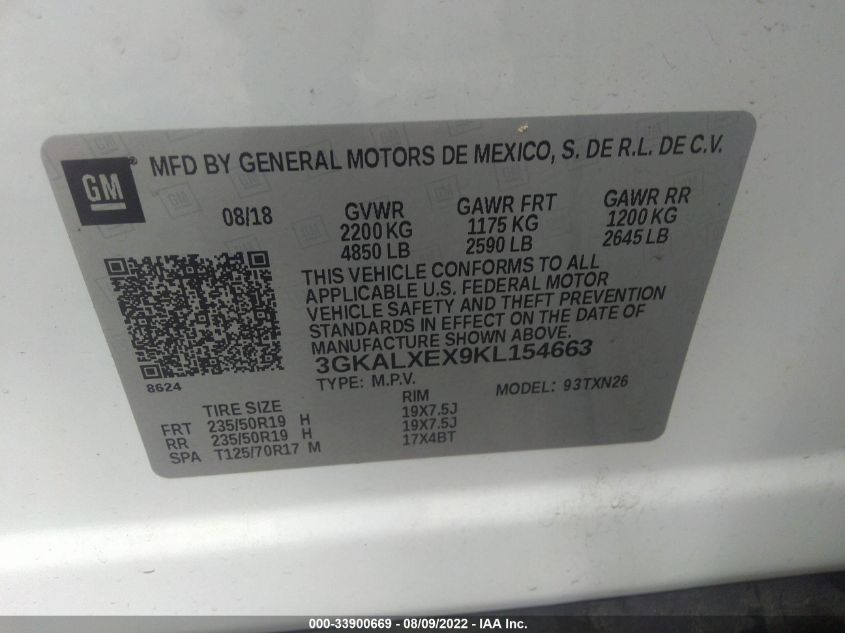 GM ® MFD BY GENERAL MOTORS DE MEXICO, S. DE R.L. DE C.V.
08/18 GVWR GAWR FRT GAWR RR
2200 KG 1175 KG 1200 KG
4850 LB 2590 LB 2645 LB
THIS VEHICLE CONFORMS TO ALL
APPLICABLE U.S. FEDERAL MOTOR
VEHICLE SAFETY AND THEFT PREVENTION
STANDARDS IN EFFECT ON THE DATE OF
MANUFACTURE SHOWN ABOVE.
3GKALXEX9KL154663
8624 TYPE: M.P.V. MODEL: 93TXN26
TIRE SIZE RIM
FRT 235/50R19 H 19X7.5J
RR 235/50R19 H 19X7.5J
SPA T125/70R17 M 17X4BT
000-33900669 - 08/09/2022 - IAA Inc.